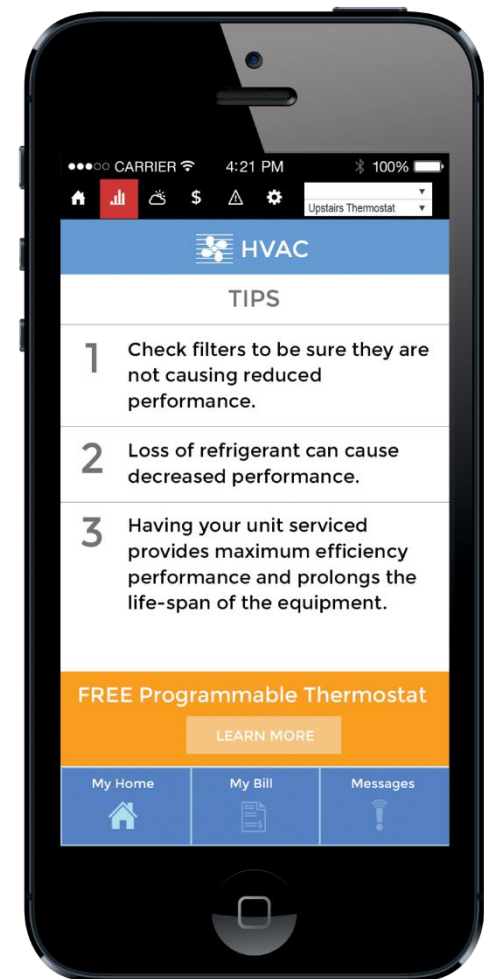 CARRIER 4:21 PM 100%
$
Upstairs Thermostat
HVAC
TIPS
1 Check filters to be sure they are
not causing reduced
performance.
2 Loss of refrigerant can cause
decreased performance.
3 Having your unit serviced
provides maximum efficiency
performance and prolongs the
life-span of the equipment.
FREE Programmable Thermostat
LEARN MORE
My Home My Bill Messages